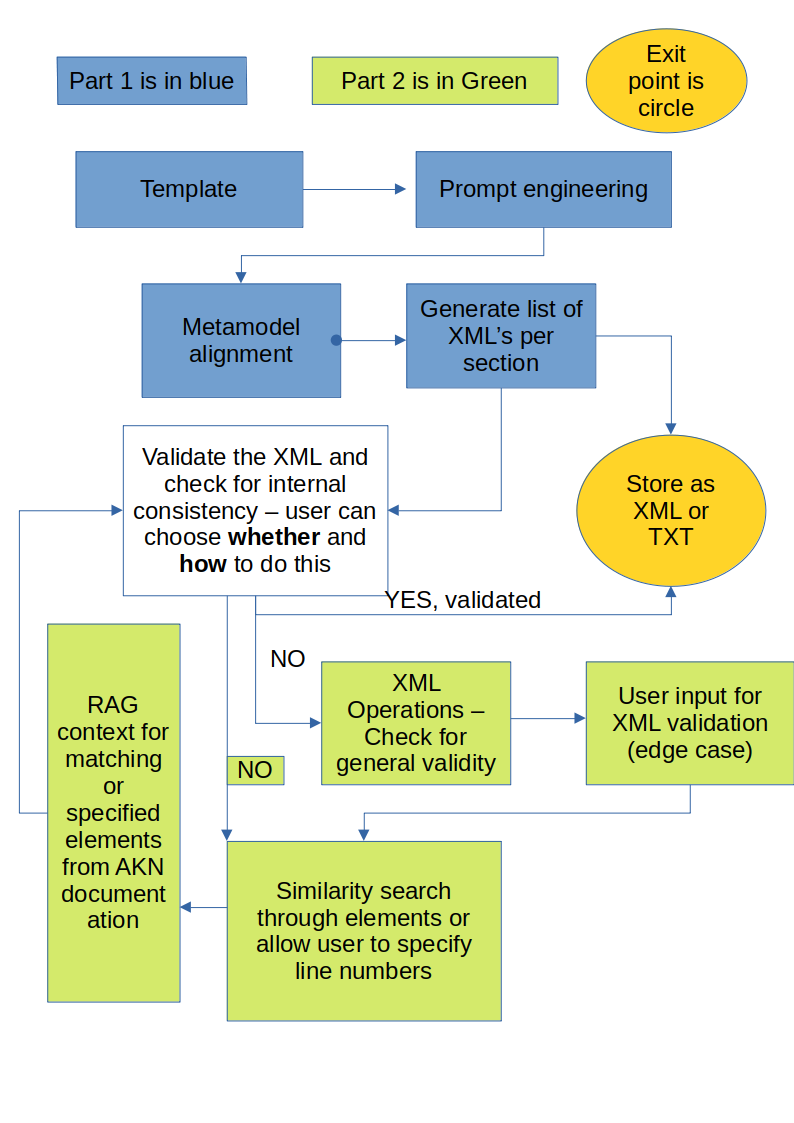 Part 1 is in blue
Part 2 is in Green
Exit
point is
circle
Template
Prompt engineering
Metamodel
alignment
Generate list of
XML’s per
section
Validate the XML and
check for internal
consistency – user can
choose whether and
how to do this
Store as
XML or
TXT
YES, validated
NO
XML
Operations –
Check for
general validity
User input for
XML validation
(edge case)
NO
RAG
context for
matching
or
specified
elements
from AKN
document
ation
Similarity search
through elements or
allow user to specify
line numbers